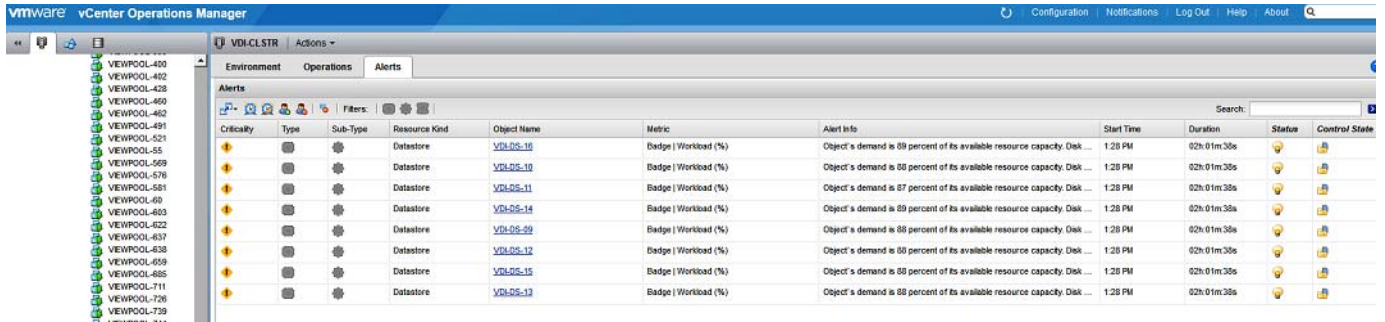 vmware vCenter Operations Manager
Configuration Notifications Log Out Help About
VDI-CLSTR Actions
Environment Operations Alerts
Alerts
Filters: Search:
Criticality Type Sub-Type Resource Kind Object Name Metric Alert Info Start Time Duration Status Control State
Datastore VDI-DS-16 Badge | Workload (%) Object's demand is 89 percent of its available resource capacity. Disk ... 1:28 PM 02h:01m:38s
Datastore VDI-DS-10 Badge | Workload (%) Object's demand is 88 percent of its available resource capacity. Disk ... 1:28 PM 02h:01m:38s
Datastore VDI-DS-11 Badge | Workload (%) Object's demand is 87 percent of its available resource capacity. Disk ... 1:28 PM 02h:01m:38s
Datastore VDI-DS-14 Badge | Workload (%) Object's demand is 89 percent of its available resource capacity. Disk ... 1:28 PM 02h:01m:38s
Datastore VDI-DS-09 Badge | Workload (%) Object's demand is 88 percent of its available resource capacity. Disk ... 1:28 PM 02h:01m:38s
Datastore VDI-DS-12 Badge | Workload (%) Object's demand is 88 percent of its available resource capacity. Disk ... 1:28 PM 02h:01m:38s
Datastore VDI-DS-15 Badge | Workload (%) Object's demand is 88 percent of its available resource capacity. Disk ... 1:28 PM 02h:01m:38s
Datastore VDI-DS-13 Badge | Workload (%) Object's demand is 88 percent of its available resource capacity. Disk ... 1:28 PM 02h:01m:38s
VIEWPOOL-400
VIEWPOOL-402
VIEWPOOL-428
VIEWPOOL-460
VIEWPOOL-462
VIEWPOOL-491
VIEWPOOL-521
VIEWPOOL-55
VIEWPOOL-569
VIEWPOOL-576
VIEWPOOL-581
VIEWPOOL-60
VIEWPOOL-603
VIEWPOOL-622
VIEWPOOL-637
VIEWPOOL-638
VIEWPOOL-659
VIEWPOOL-685
VIEWPOOL-711
VIEWPOOL-726
VIEWPOOL-739